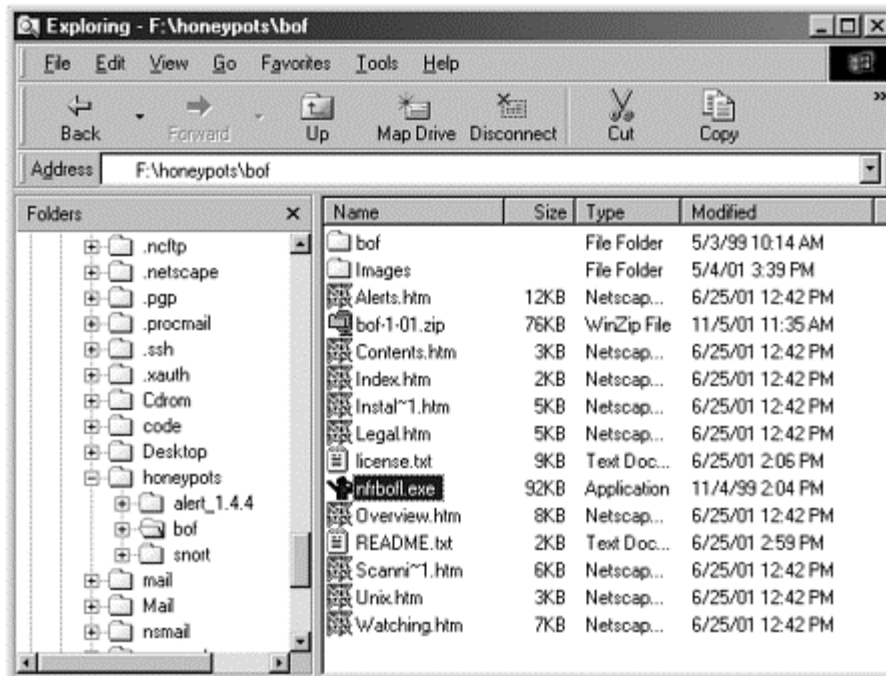 Exploring - F:\honeypots\bof
File Edit View Go Favorites Tools Help
Back Forward Up Map Drive Disconnect Cut Copy »
Address F:\honeypots\bof
Folders
.ncftp
.netscape
.pgp
.procmail
.ssh
.xauth
Cdrom
code
Desktop
honeypots
alert_1.4.4
bof
snort
mail
Mail
nsmail
Name Size Type Modified
bof File Folder 5/3/99 10:14 AM
Images File Folder 5/4/01 3:39 PM
Alerts.htm 12KB Netscap... 6/25/01 12:42 PM
bof-1-01.zip 76KB WinZip File 11/5/01 11:35 AM
Contents.htm 3KB Netscap... 6/25/01 12:42 PM
Index.htm 2KB Netscap... 6/25/01 12:42 PM
Instal~1.htm 5KB Netscap... 6/25/01 12:42 PM
Legal.htm 5KB Netscap... 6/25/01 12:42 PM
license.txt 9KB Text Doc... 6/25/01 2:06 PM
nfrbofl.exe 92KB Application 11/4/99 2:04 PM
Overview.htm 8KB Netscap... 6/25/01 12:42 PM
README.txt 2KB Text Doc... 6/25/01 2:59 PM
Scanni~1.htm 6KB Netscap... 6/25/01 12:42 PM
Unix.htm 3KB Netscap... 6/25/01 12:42 PM
Watching.htm 7KB Netscap... 6/25/01 12:42 PM